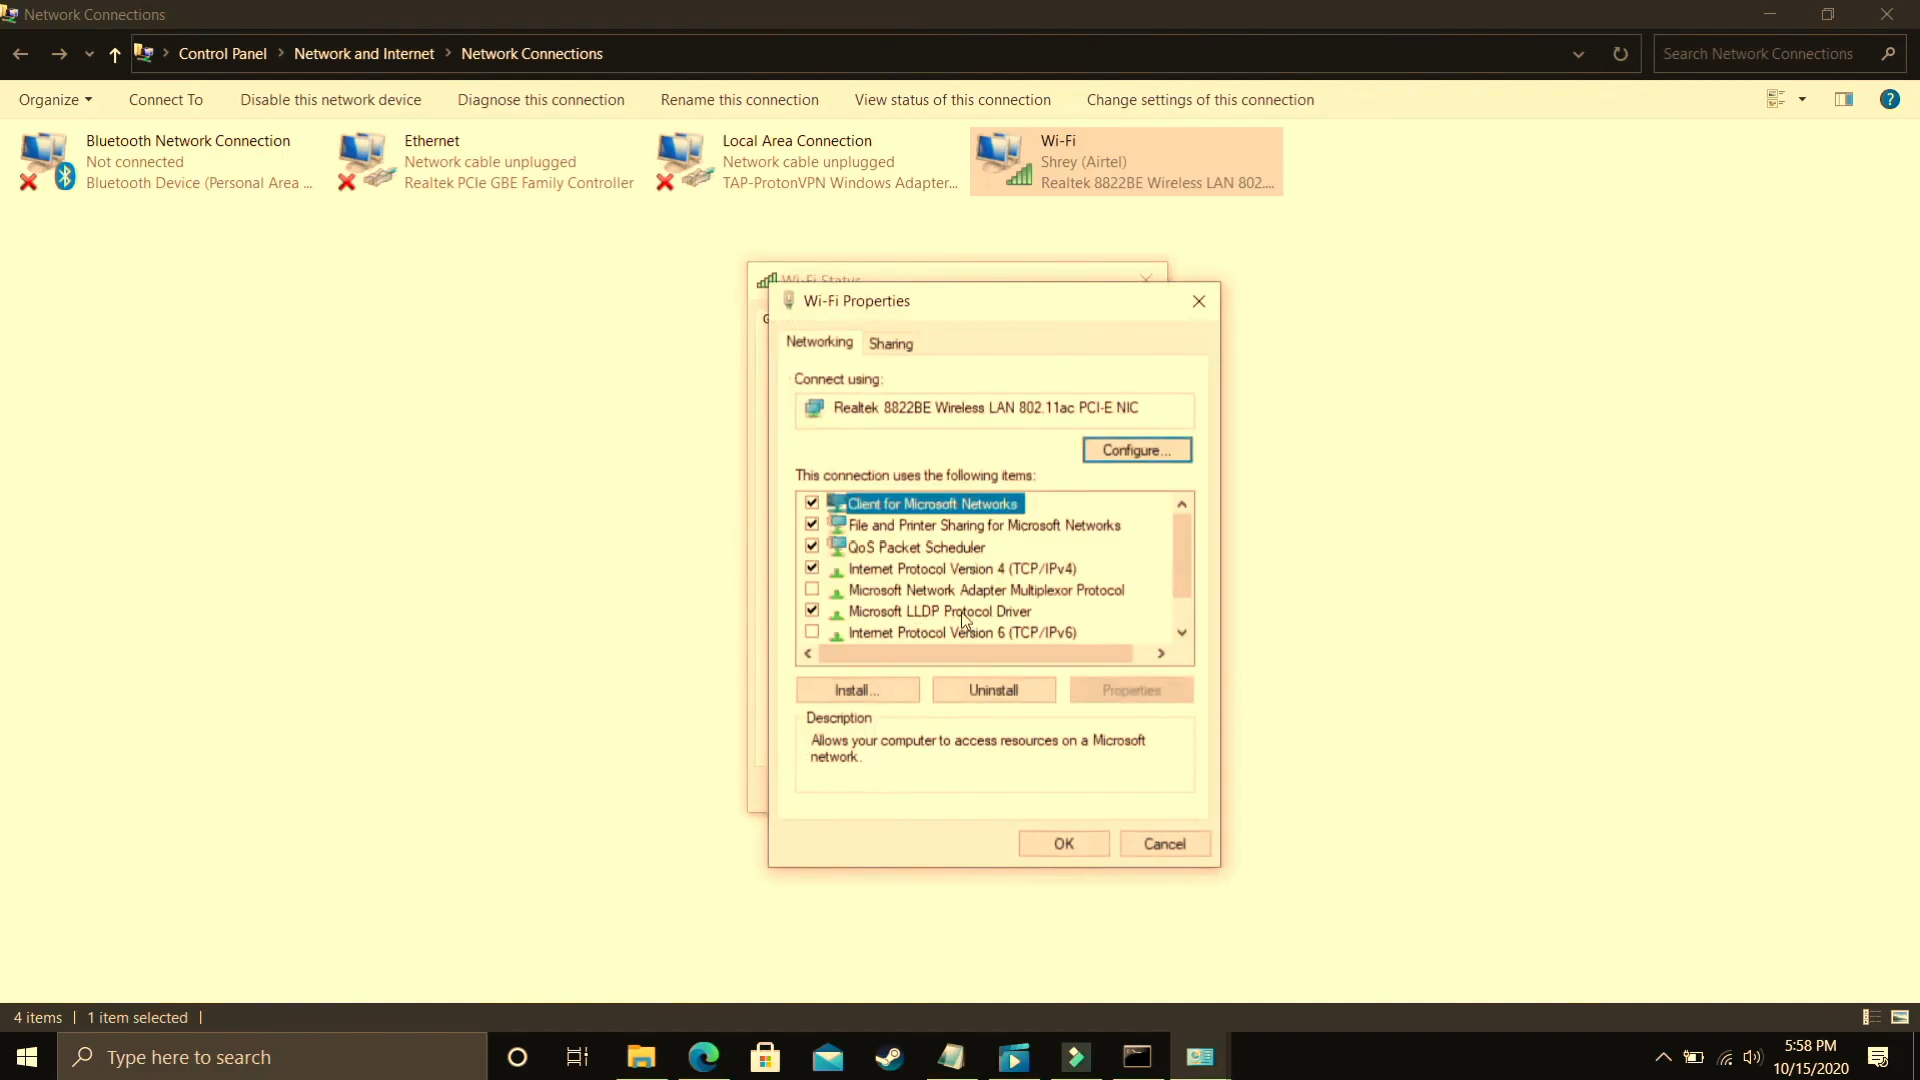 Network Connections
Control Panel > Network and Internet > Network Connections
Search Network Connections
Organize
Connect To
Disable this network device
Diagnose this connection
Rename this connection
View status of this connection
Change settings of this connection
Bluetooth Network Connection
Not connected
Bluetooth Device (Personal Area ...
Ethernet
Network cable unplugged
Realtek PCIe GBE Family Controller
Local Area Connection
Network cable unplugged
TAP-ProtonVPN Windows Adapter...
Wi-Fi
Shrey (Airtel)
Realtek 8822BE Wireless LAN 802....
Wi-Fi Status
Wi-Fi Properties
Networking
Sharing
Connect using:
Realtek 8822BE Wireless LAN 802.11ac PCI-E NIC
Configure...
This connection uses the following items:
Client for Microsoft Networks
File and Printer Sharing for Microsoft Networks
QoS Packet Scheduler
Internet Protocol Version 4 (TCP/IPv4)
Microsoft Network Adapter Multiplexor Protocol
Microsoft LLDP Protocol Driver
Internet Protocol Version 6 (TCP/IPv6)
Install...
Uninstall
Properties
Description
Allows your computer to access resources on a Microsoft
network.
OK
Cancel
4 items
1 item selected
Type here to search
5:58 PM
10/15/2020